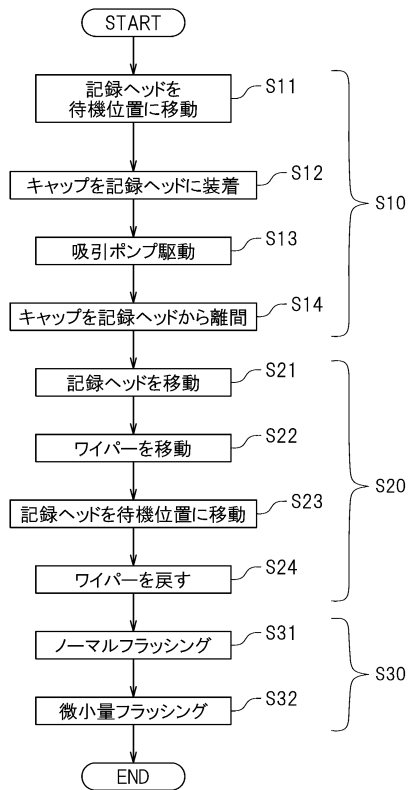 START
記録ヘッドを
待機位置に移動
S11
キャップを記録ヘッドに装着
S12
S10
吸引ポンプ駆動
S13
キャップを記録ヘッドから離間
S14
記録ヘッドを移動
S21
ワイパーを移動
S22
S20
記録ヘッドを待機位置に移動
S23
ワイパーを戻す
S24
ノーマルフラッシング
S31
S30
微小量フラッシング
S32
END